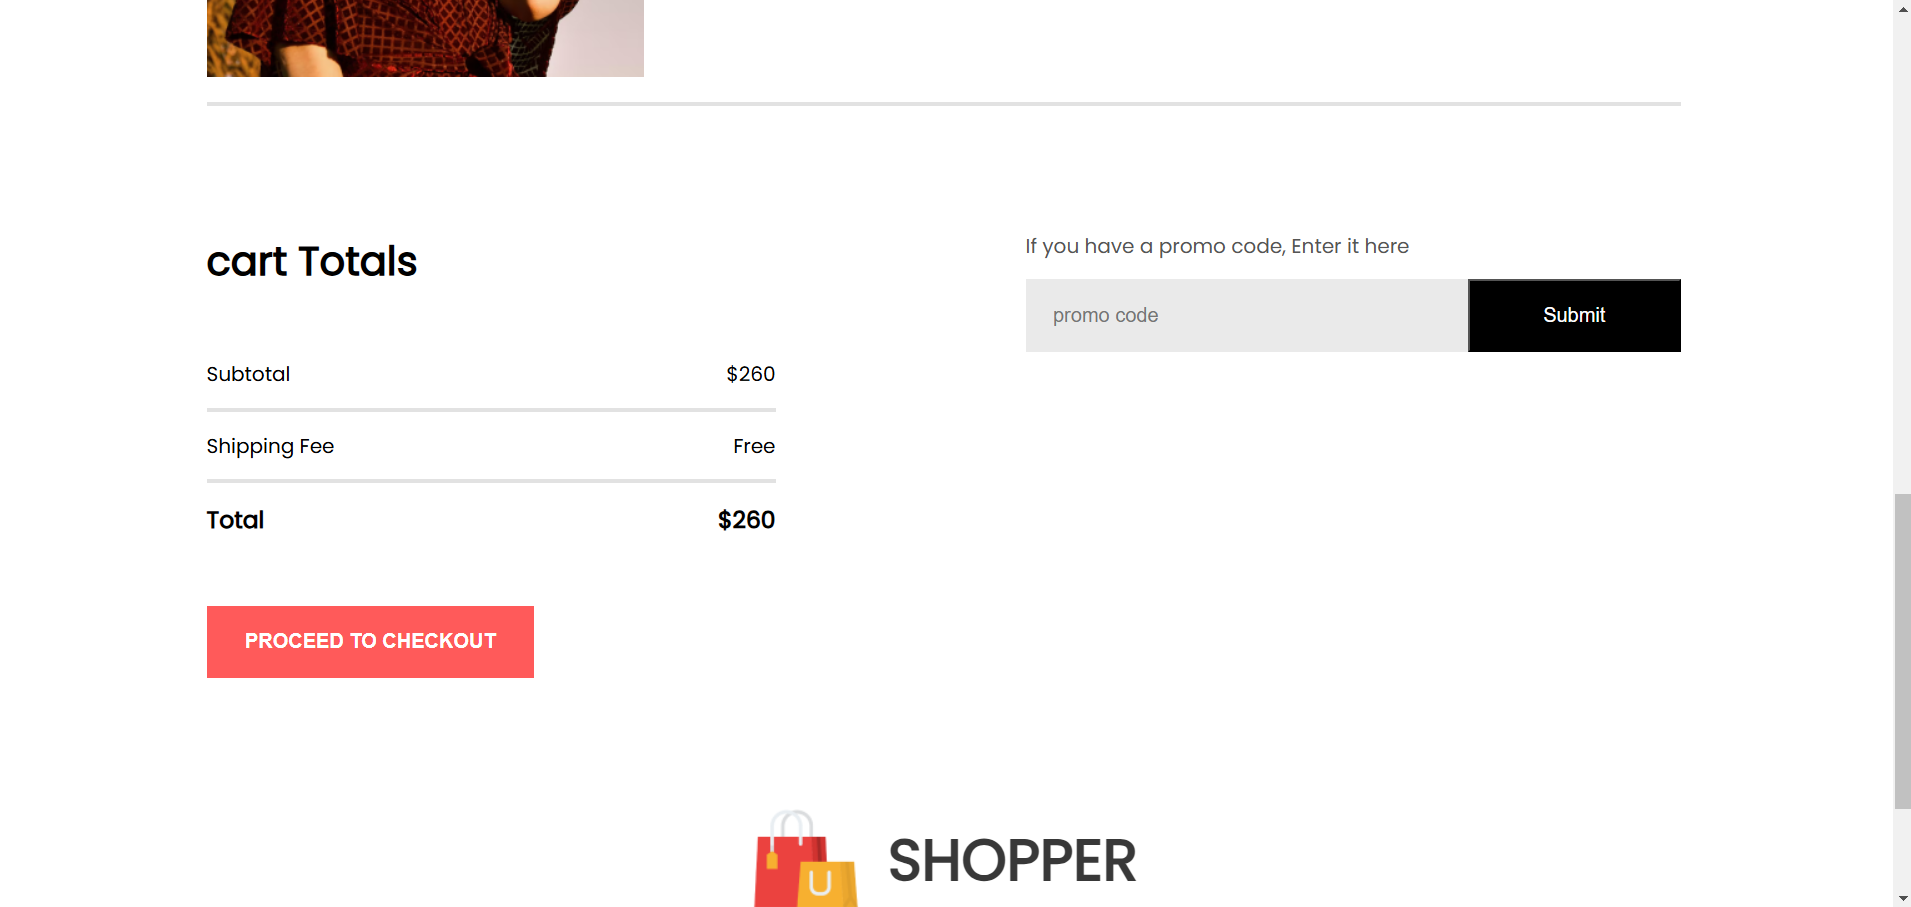 cart Totals
Subtotal $260
Shipping Fee Free
Total $260
PROCEED TO CHECKOUT
If you have a promo code, Enter it here
promo code Submit
U SHOPPER